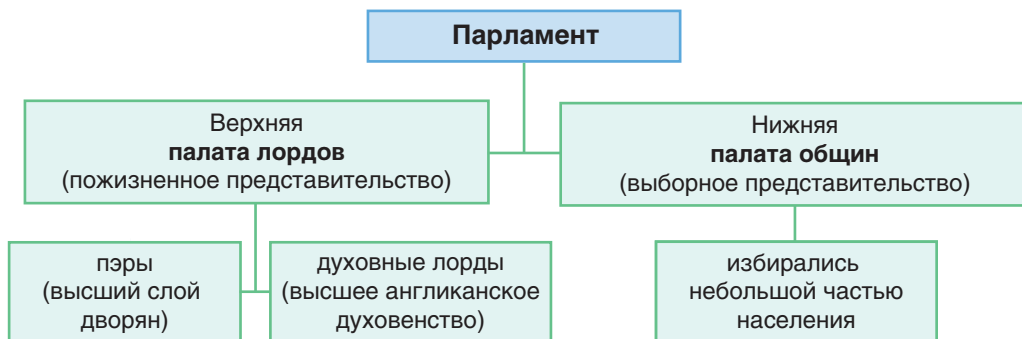 Парламент
Верхняя
палата лордов
(пожизненное представительство)
Нижняя
палата общин
(выборное представительство)
пэры
(высший слой
дворян)
духовные лорды
(высшее англиканское
духовенство)
избирались
небольшой частью
населения